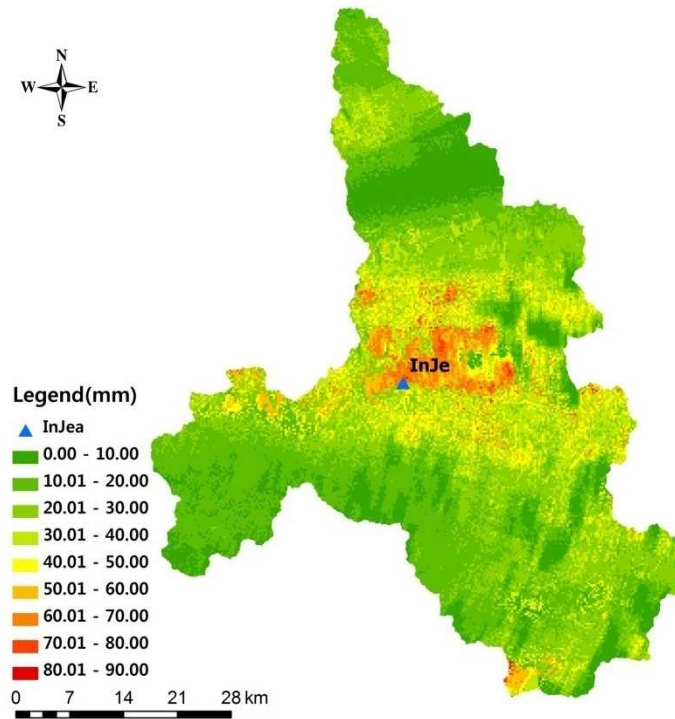 N
W E
S
InJe
Legend(mm)
InJea
0.00 - 10.00
10.01 - 20.00
20.01 - 30.00
30.01 - 40.00
40.01 - 50.00
50.01 - 60.00
60.01 - 70.00
70.01 - 80.00
80.01 - 90.00
0 7 14 21 28 km